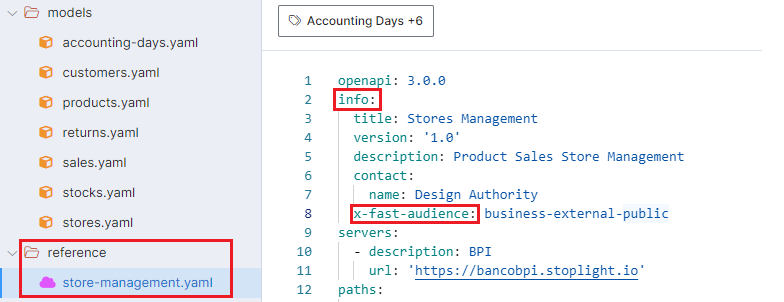 models
accounting-days.yaml
customers.yaml
products.yaml
returns.yaml
sales.yaml
stocks.yaml
stores.yaml
reference
store-management.yaml
Accounting Days +6
1 openapi: 3.0.0
2 info:
3 title: Stores Management
4 version: '1.0'
5 description: Product Sales Store Management
6 contact:
7 name: Design Authority
8 x-fast-audience: business-external-public
9 servers:
10 - description: BPI
11 url: 'https://bancobpi.stoplight.io'
12 paths: